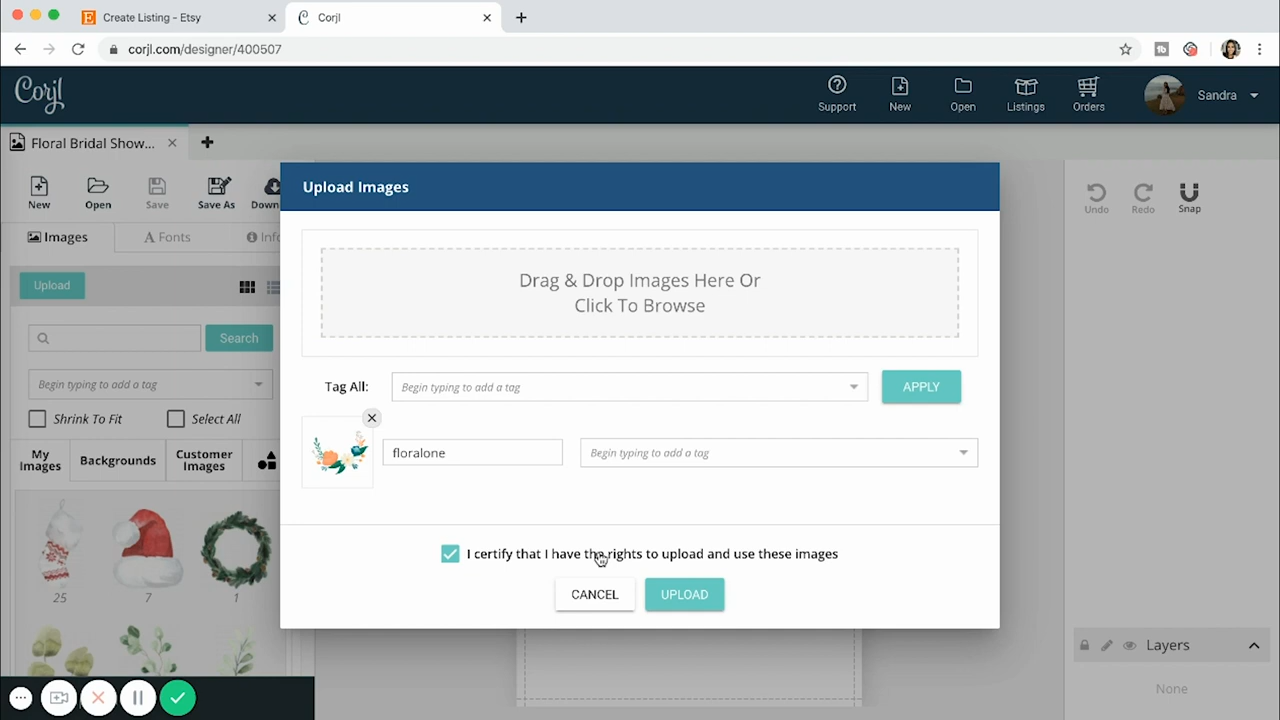 Create Listing - Etsy
Corjl
corjl.com/designer/400507
Corjl
Support
New
Open
Listings
Orders
Sandra
Floral Bridal Show...
New
Open
Save
Save As
Down
Undo
Redo
Snap
Images
Fonts
Info
Upload
Search
Begin typing to add a tag
Shrink To Fit
Select All
My Images
Backgrounds
Customer Images
25
7
1
Upload Images
Drag & Drop Images Here Or
Click To Browse
Tag All:
Begin typing to add a tag
APPLY
floralone
Begin typing to add a tag
I certify that I have the rights to upload and use these images
CANCEL
UPLOAD
Layers
None